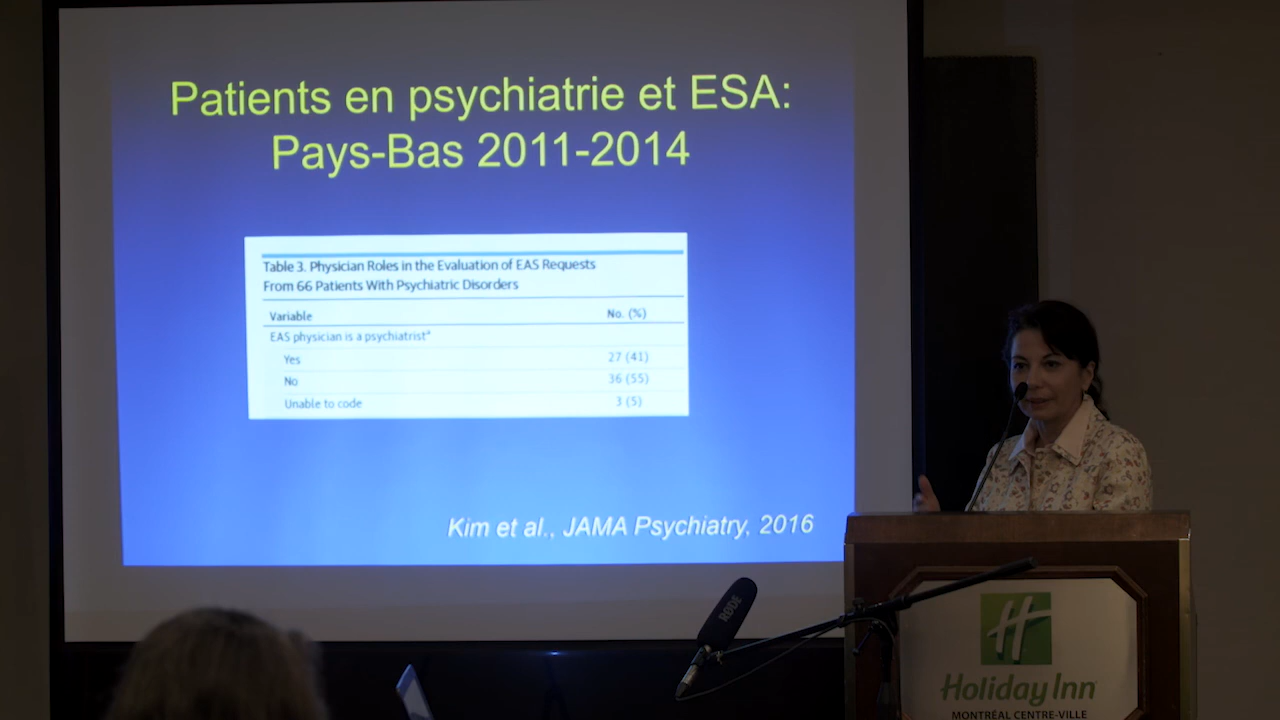 Patients en psychiatrie et ESA:
Pays-Bas 2011-2014
Table 3. Physician Roles in the Evaluation of EAS Requests
From 66 Patients With Psychiatric Disorders
Variable No. (%)
EAS physician is a psychiatrist
Yes 27 (41)
No 36 (55)
Unable to code 3 (5)
Kim et al., JAMA Psychiatry, 2016
RØDE
H
Holiday Inn
MONTRÉAL CENTRE-VILLE